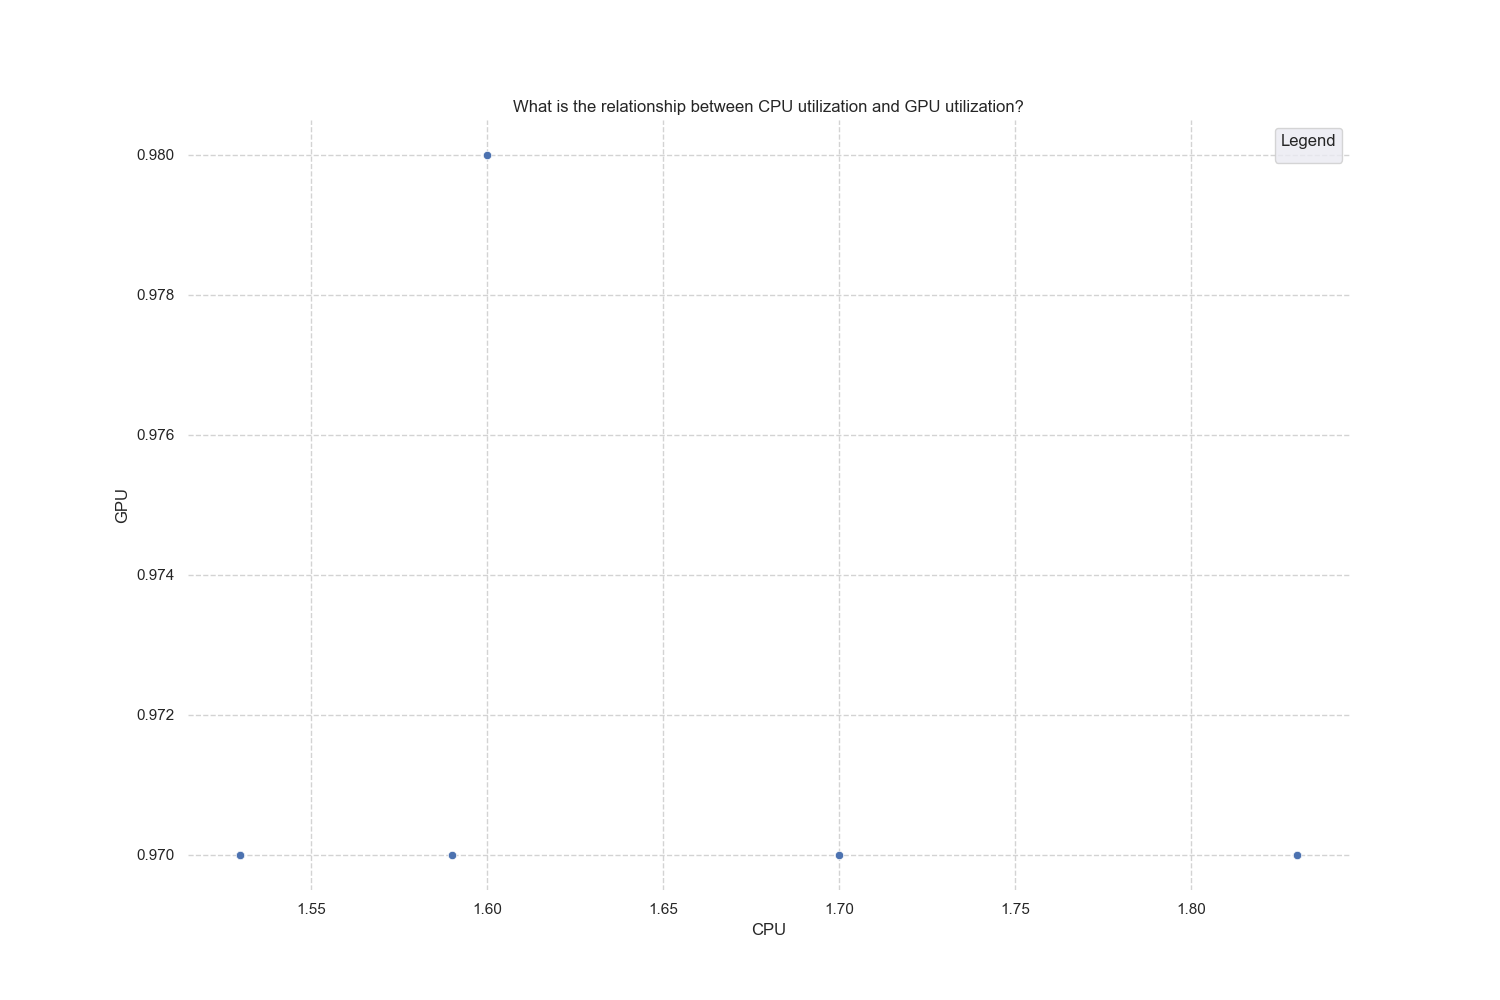 What is the relationship between CPU utilization and GPU utilization?
Legend
0.980
0.978
0.976
0.974
0.972
0.970
GPU
1.55 1.60 1.65 1.70 1.75 1.80
CPU